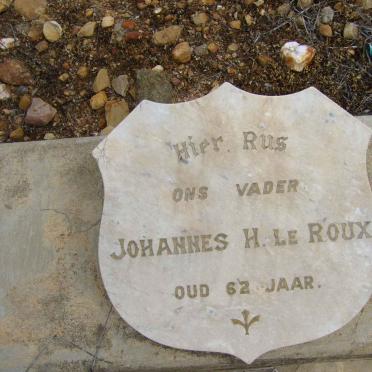 Hier Rus
ONS VADER
JOHANNES H. LE ROUX
OUD 62 JAAR.